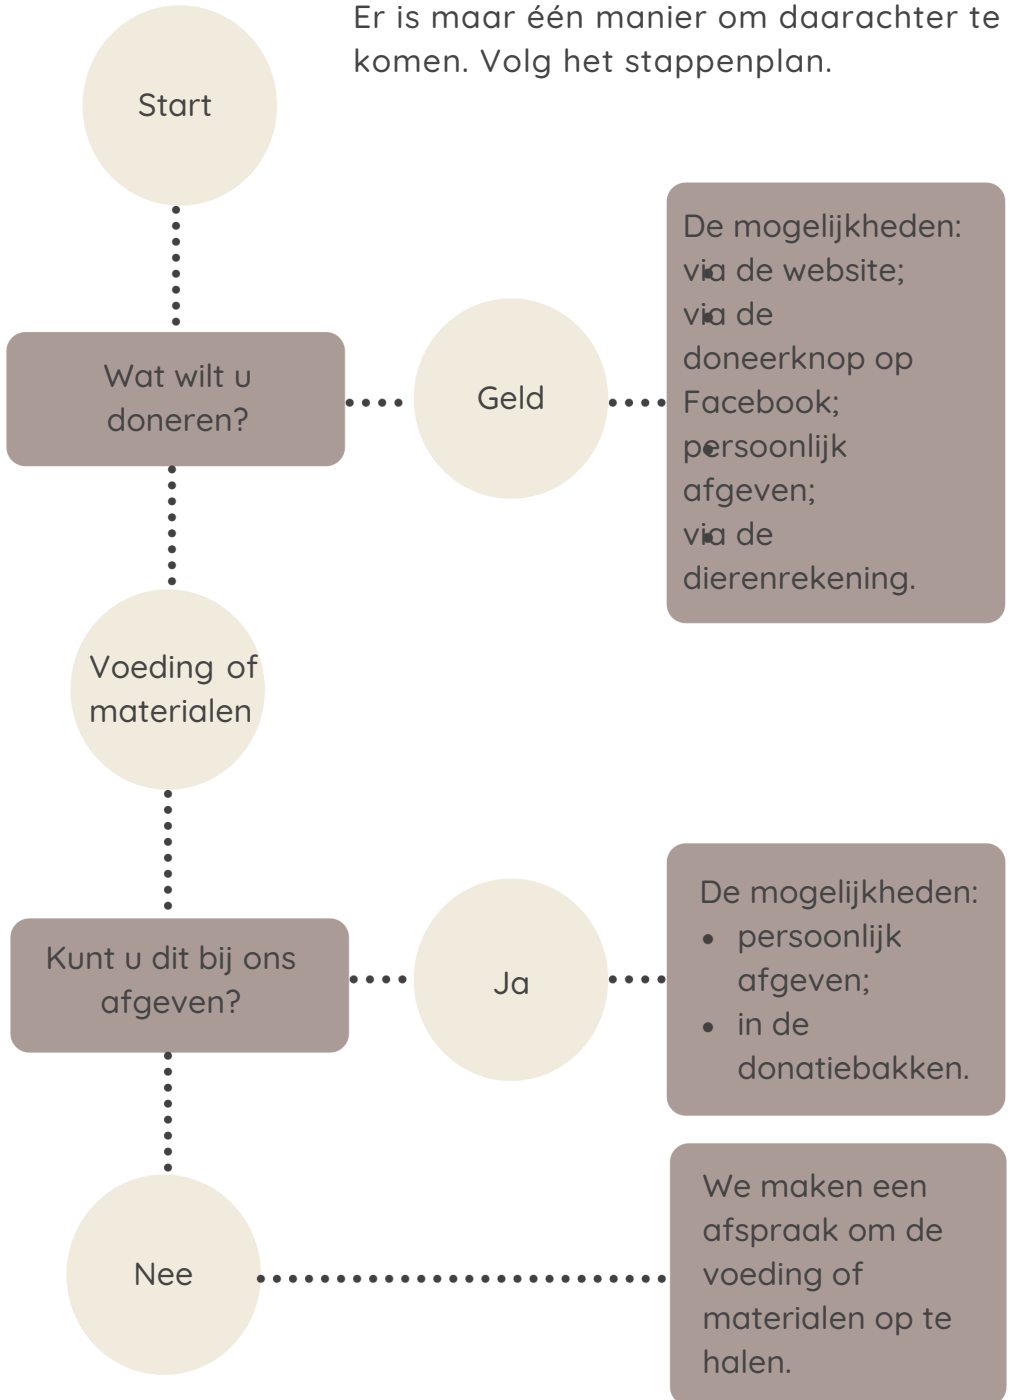 Er is maar één manier om daarachter te
komen. Volg het stappenplan.
Start
Wat wilt u
doneren?
Geld
De mogelijkheden:
via de website;
via de
doneerknop op
Facebook;
persoonlijk
afgeven;
via de
dierenrekening.
Voeding of
materialen
Kunt u dit bij ons
afgeven?
Ja
De mogelijkheden:
• persoonlijk
afgeven;
• in de
donatiebakken.
Nee
We maken een
afspraak om de
voeding of
materialen op te
halen.